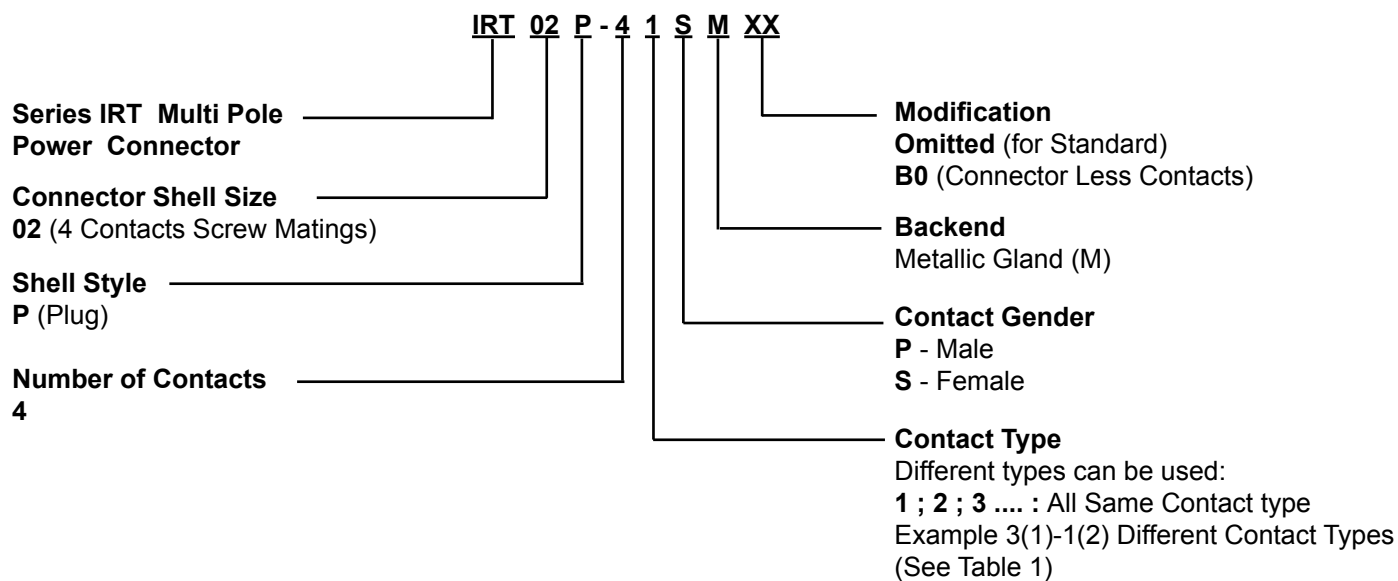 IRT 02 P - 4 1 S M XX
Series IRT Multi Pole
Power Connector
Connector Shell Size
02 (4 Contacts Screw Matings)
Shell Style
P (Plug)
Number of Contacts
4
Modification
Omitted (for Standard)
B0 (Connector Less Contacts)
Backend
Metallic Gland (M)
Contact Gender
P - Male
S - Female
Contact Type
Different types can be used:
1 ; 2 ; 3 .... : All Same Contact type
Example 3(1)-1(2) Different Contact Types
(See Table 1)